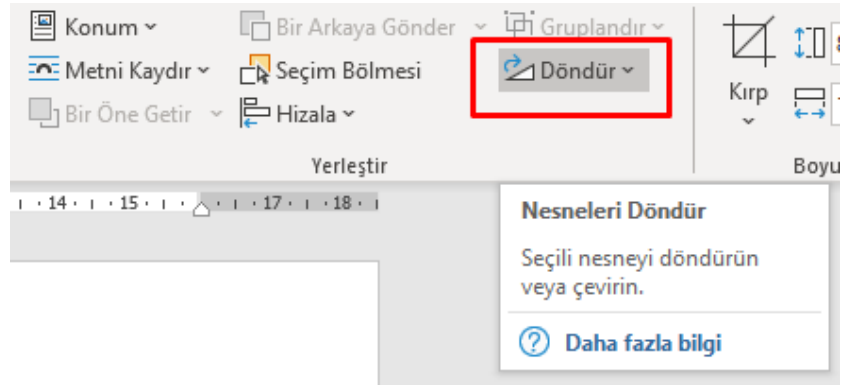 Konum
Bir Arkaya Gönder
Gruplandır
Metni Kaydır
Seçim Bölmesi
Döndür
Bir Öne Getir
Hizala
Kırp
Yerleştir
Boyu
14 15 17 18
Nesneleri Döndür
Seçili nesneyi döndürün
veya çevirin.
Daha fazla bilgi